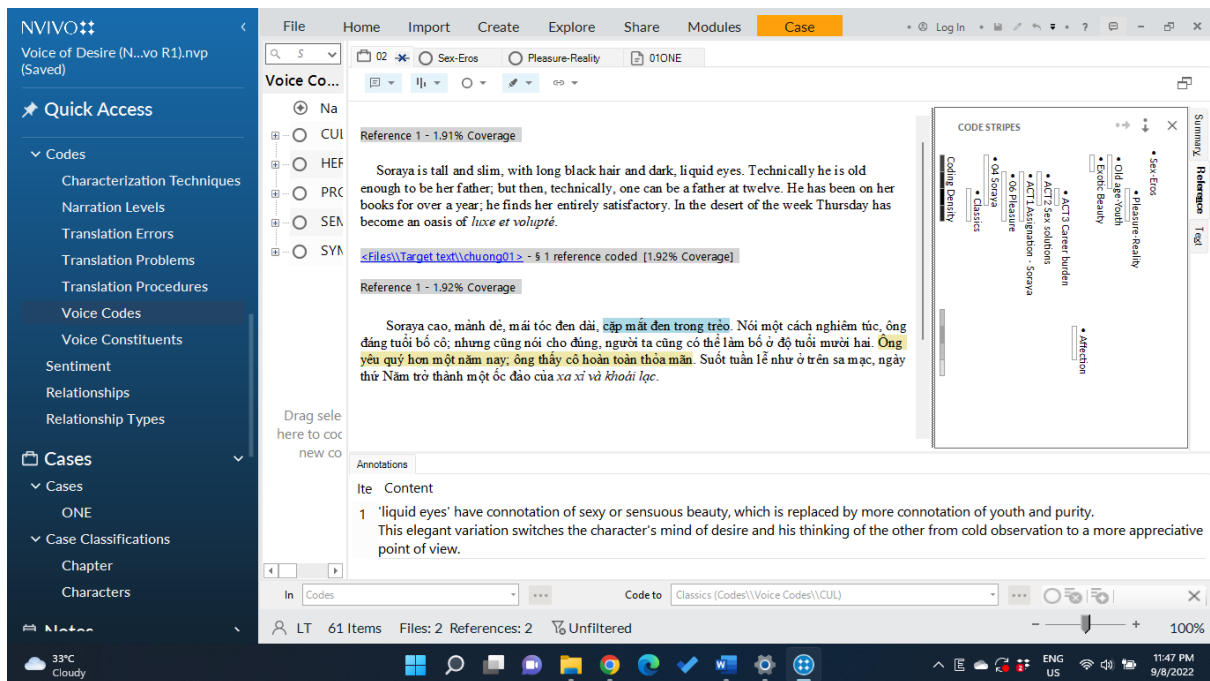 NVIVO
Voice of Desire (N...vo R1).nvp
(Saved)
Quick Access
Codes
Characterization Techniques
Narration Levels
Translation Errors
Translation Problems
Translation Procedures
Voice Codes
Voice Constituents
Sentiment
Relationships
Relationship Types
Cases
Cases
ONE
Case Classifications
Chapter
Characters
Notes
File Home Import Create Explore Share Modules Case Log In
S
Voice Co...
Na
CUL
HER
PRC
SEM
SYN
Drag sele
here to coc
new co
02 Sex-Eros Pleasure-Reality 01ONE
Reference 1 - 1.91% Coverage
Soraya is tall and slim, with long black hair and dark, liquid eyes. Technically he is old
enough to be her father; but then, technically, one can be a father at twelve. He has been on her
books for over a year; he finds her entirely satisfactory. In the desert of the week Thursday has
become an oasis of luxe et volupté.
<Files\\Target text\\chuong01> - § 1 reference coded [1.92% Coverage]
Reference 1 - 1.92% Coverage
Soraya cao, mảnh dẻ, mái tóc đen dài, cặp mắt đen trong trẻo. Nói một cách nghiêm túc, ông
đáng tuổi bố cô; nhưng cũng nói cho đúng, người ta cũng có thể làm bố ở độ tuổi mười hai. Ông
yêu quý hơn một năm nay; ông thấy cô hoàn toàn thỏa mãn. Suốt tuần lễ như ở trên sa mạc, ngày
thứ Năm trở thành một ốc đảo của xa xỉ và khoái lạc.
CODE STRIPES
Sex-Eros
Pleasure-Reality
Old age-Youth
Exotic Beauty
Affection
ACT3 Career burden
ACT2 Sex solutions
ACT1 Assignation - Soraya
06 Pleasure
04 Soraya
Classics
Coding Density
Summary
Reference
Text
Annotations
Ite Content
1 'liquid eyes' have connotation of sexy or sensuous beauty, which is replaced by more connotation of youth and purity.
This elegant variation switches the character's mind of desire and his thinking of the other from cold observation to a more appreciative
point of view.
In Codes Code to Classics (Codes\\Voice Codes\\CUL)
LT 61 Items Files: 2 References: 2 Unfiltered 100%
33°C
Cloudy
ENG
US
11:47 PM
9/8/2022